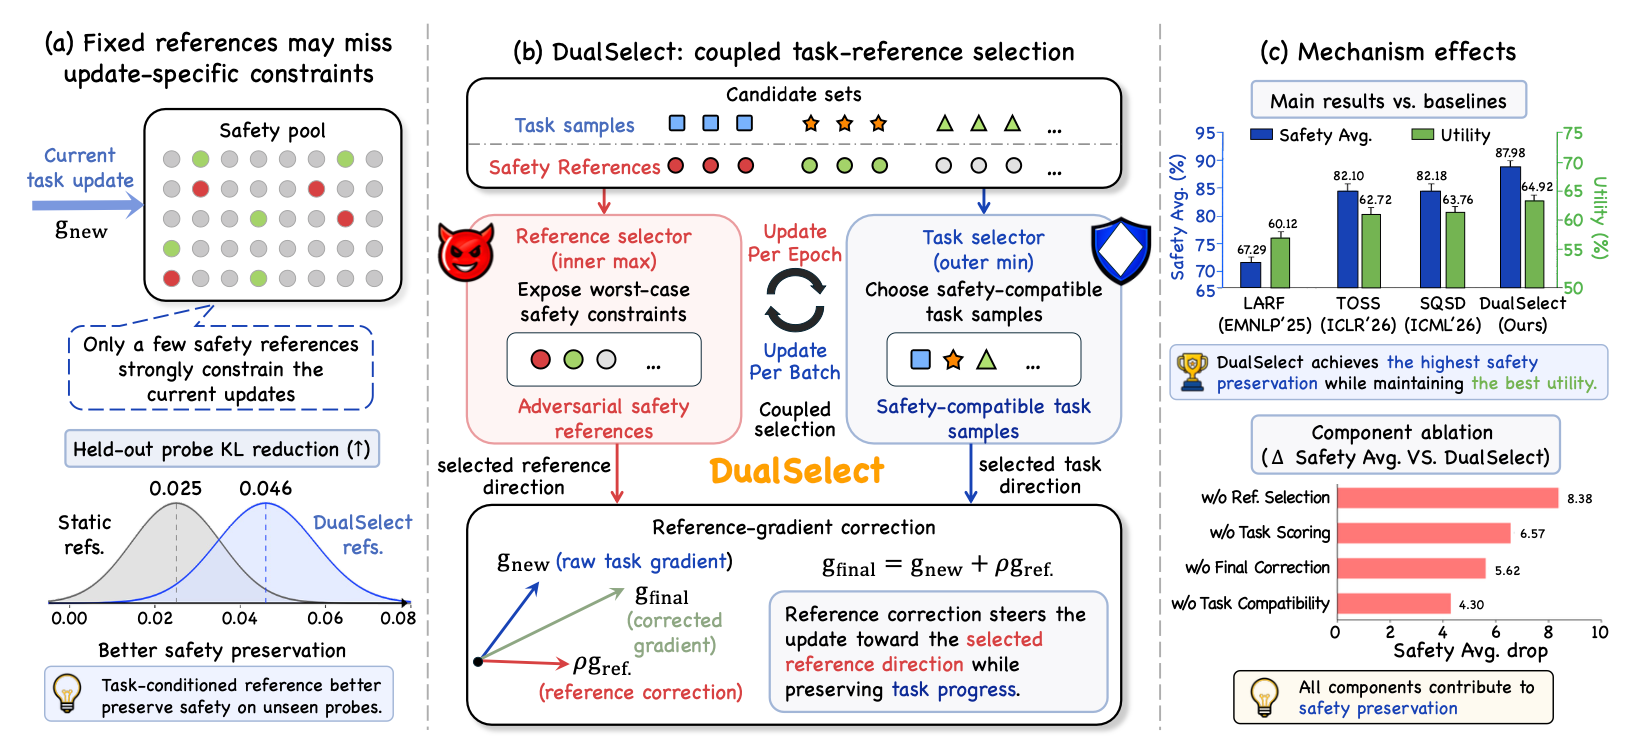 (a) Fixed references may miss
update-specific constraints
Safety pool
Current
task update
g_new
Only a few safety references
strongly constrain the
current updates
Held-out probe KL reduction (↑)
0.025 0.046
Static
refs.
DualSelect
refs.
0.00 0.02 0.04 0.06 0.08
Better safety preservation
Task-conditioned reference better
preserve safety on unseen probes.
(b) DualSelect: coupled task-reference selection
Candidate sets
Task samples ...
Safety References ...
Reference selector
(inner max)
Expose worst-case
safety constraints
...
Adversarial safety
references
Update
Per Epoch
Update
Per Batch
Coupled
selection
Task selector
(outer min)
Choose safety-compatible
task samples
...
Safety-compatible task
samples
selected reference
direction
DualSelect
selected task
direction
Reference-gradient correction
g_new (raw task gradient)
g_final
(corrected
gradient)
ρg_ref.
(reference correction)
g_final = g_new + ρg_ref.
Reference correction steers the
update toward the selected
reference direction while
preserving task progress.
(c) Mechanism effects
Main results vs. baselines
Safety Avg. Utility
Safety Avg. (%)
95
90
85
80
75
70
65
67.29 60.12
82.10 62.72
82.18 63.76
87.98 64.92
75
70
65
60
55
50
Utility (%)
LARF TOSS SQSD DualSelect
(EMNLP'25) (ICLR'26) (ICML'26) (Ours)
DualSelect achieves the highest safety
preservation while maintaining the best utility.
Component ablation
(Δ Safety Avg. VS. DualSelect)
w/o Ref. Selection 8.38
w/o Task Scoring 6.57
w/o Final Correction 5.62
w/o Task Compatibility 4.30
0 2 4 6 8 10
Safety Avg. drop
All components contribute to
safety preservation